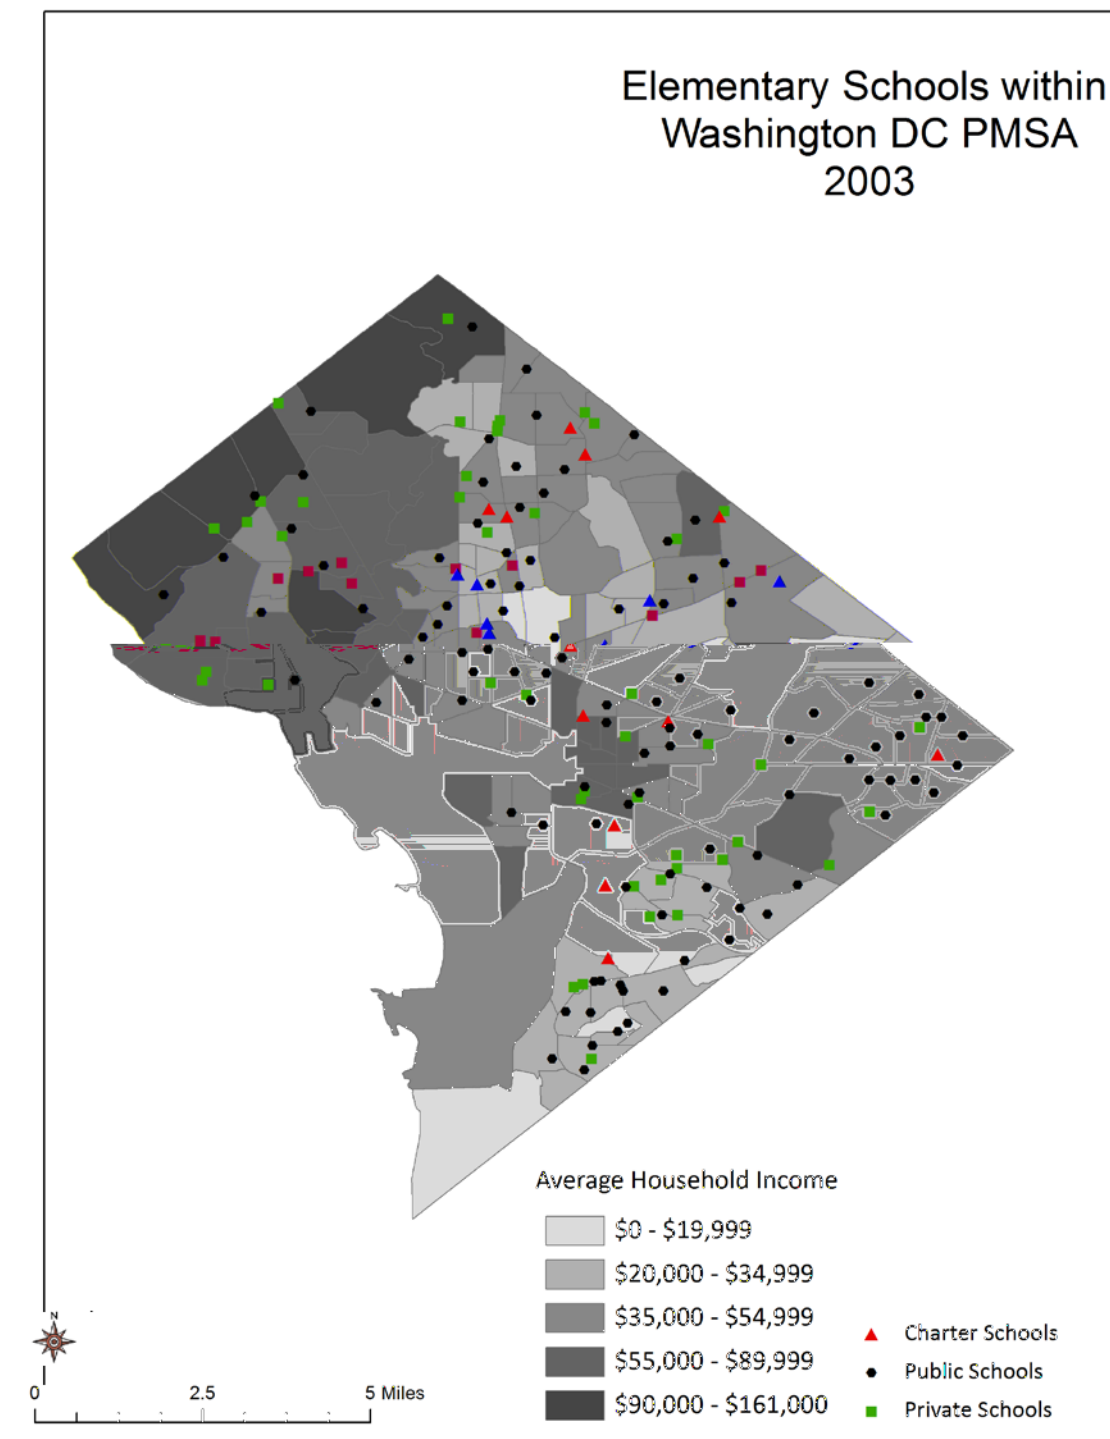 Elementary Schools within
Washington DC PMSA
2003
Average Household Income
$0 - $19,999
$20,000 - $34,999
$35,000 - $54,999
$55,000 - $89,999
$90,000 - $161,000
Charter Schools
Public Schools
Private Schools
N
0 2.5 5 Miles